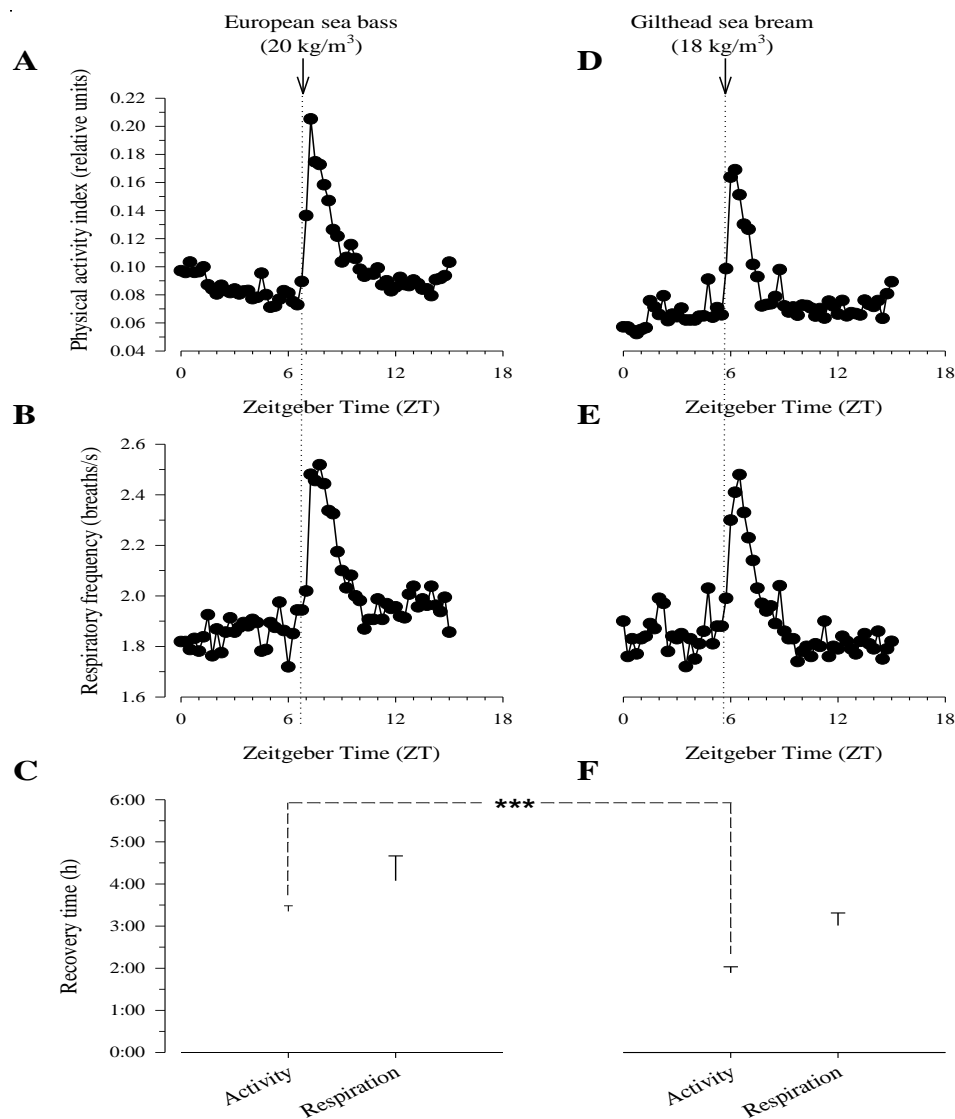 European sea bass
(20 kg/m³)
Gilthead sea bream
(18 kg/m³)
A
D
Physical activity index (relative units)
0.22
0.20
0.18
0.16
0.14
0.12
0.10
0.08
0.06
0.04
0 6 12 18
0 6 12 18
Zeitgeber Time (ZT)
Zeitgeber Time (ZT)
B
E
Respiratory frequency (breaths/s)
2.6
2.4
2.2
2.0
1.8
1.6
0 6 12 18
0 6 12 18
Zeitgeber Time (ZT)
Zeitgeber Time (ZT)
C
F
Recovery time (h)
6:00
5:00
4:00
3:00
2:00
1:00
0:00
***
Activity
Respiration
Activity
Respiration